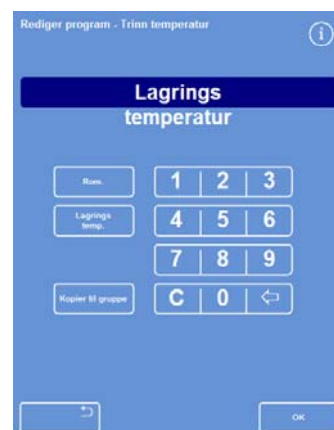 Rediger program - Trinn temperatur
i
Lagrings
temperatur
Rom.
1 2 3
Lagrings
temp.
4 5 6
7 8 9
Kopier til gruppe
C 0
OK